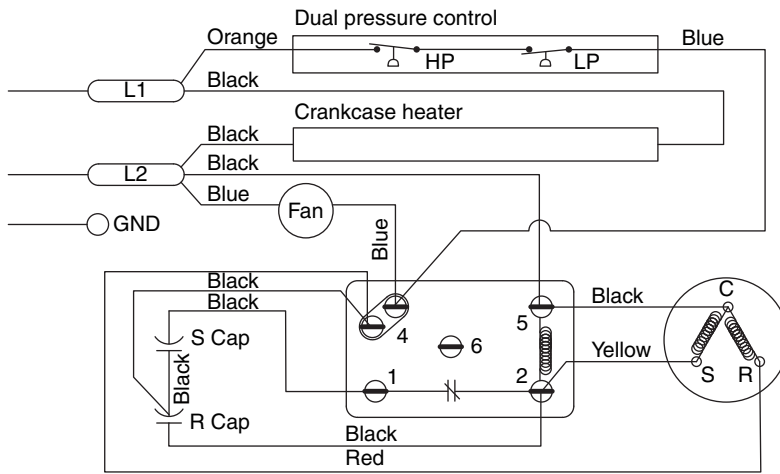 Dual pressure control
Orange
Blue
HP
LP
L1
Black
Crankcase heater
Black
Black
L2
Blue
Fan
GND
Blue
Black
Black
C
4
5
Black
S Cap
6
Yellow
Black
1
2
S
R
R Cap
Black
Red